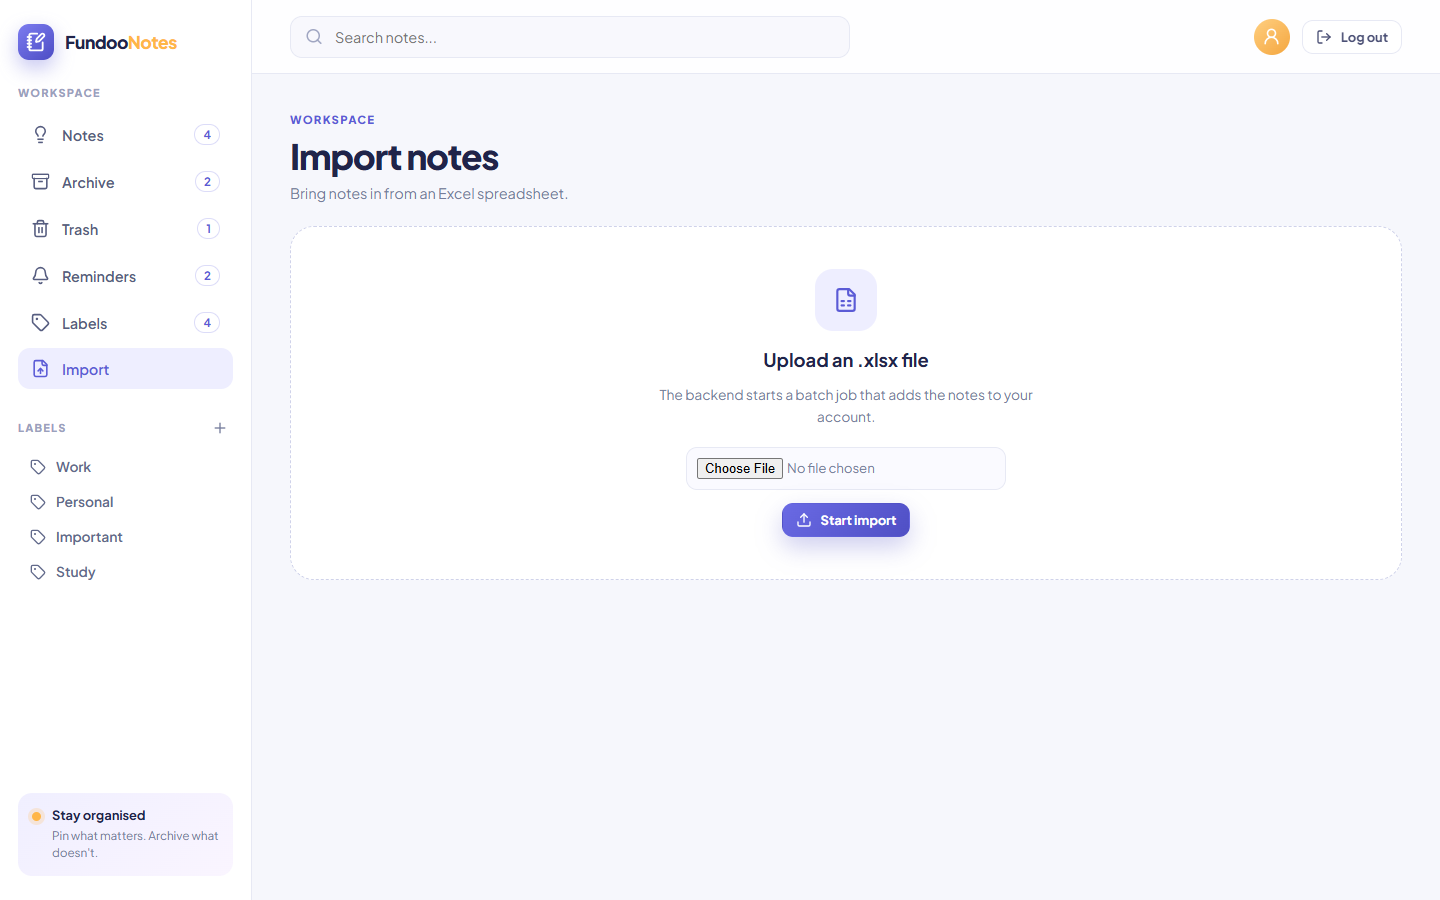 FundooNotes
WORKSPACE
Notes 4
Archive 2
Trash 1
Reminders 2
Labels 4
Import
LABELS
Work
Personal
Important
Study
Stay organised
Pin what matters. Archive what
doesn't.
Search notes...
Log out
WORKSPACE
Import notes
Bring notes in from an Excel spreadsheet.
Upload an .xlsx file
The backend starts a batch job that adds the notes to your
account.
Choose File No file chosen
Start import